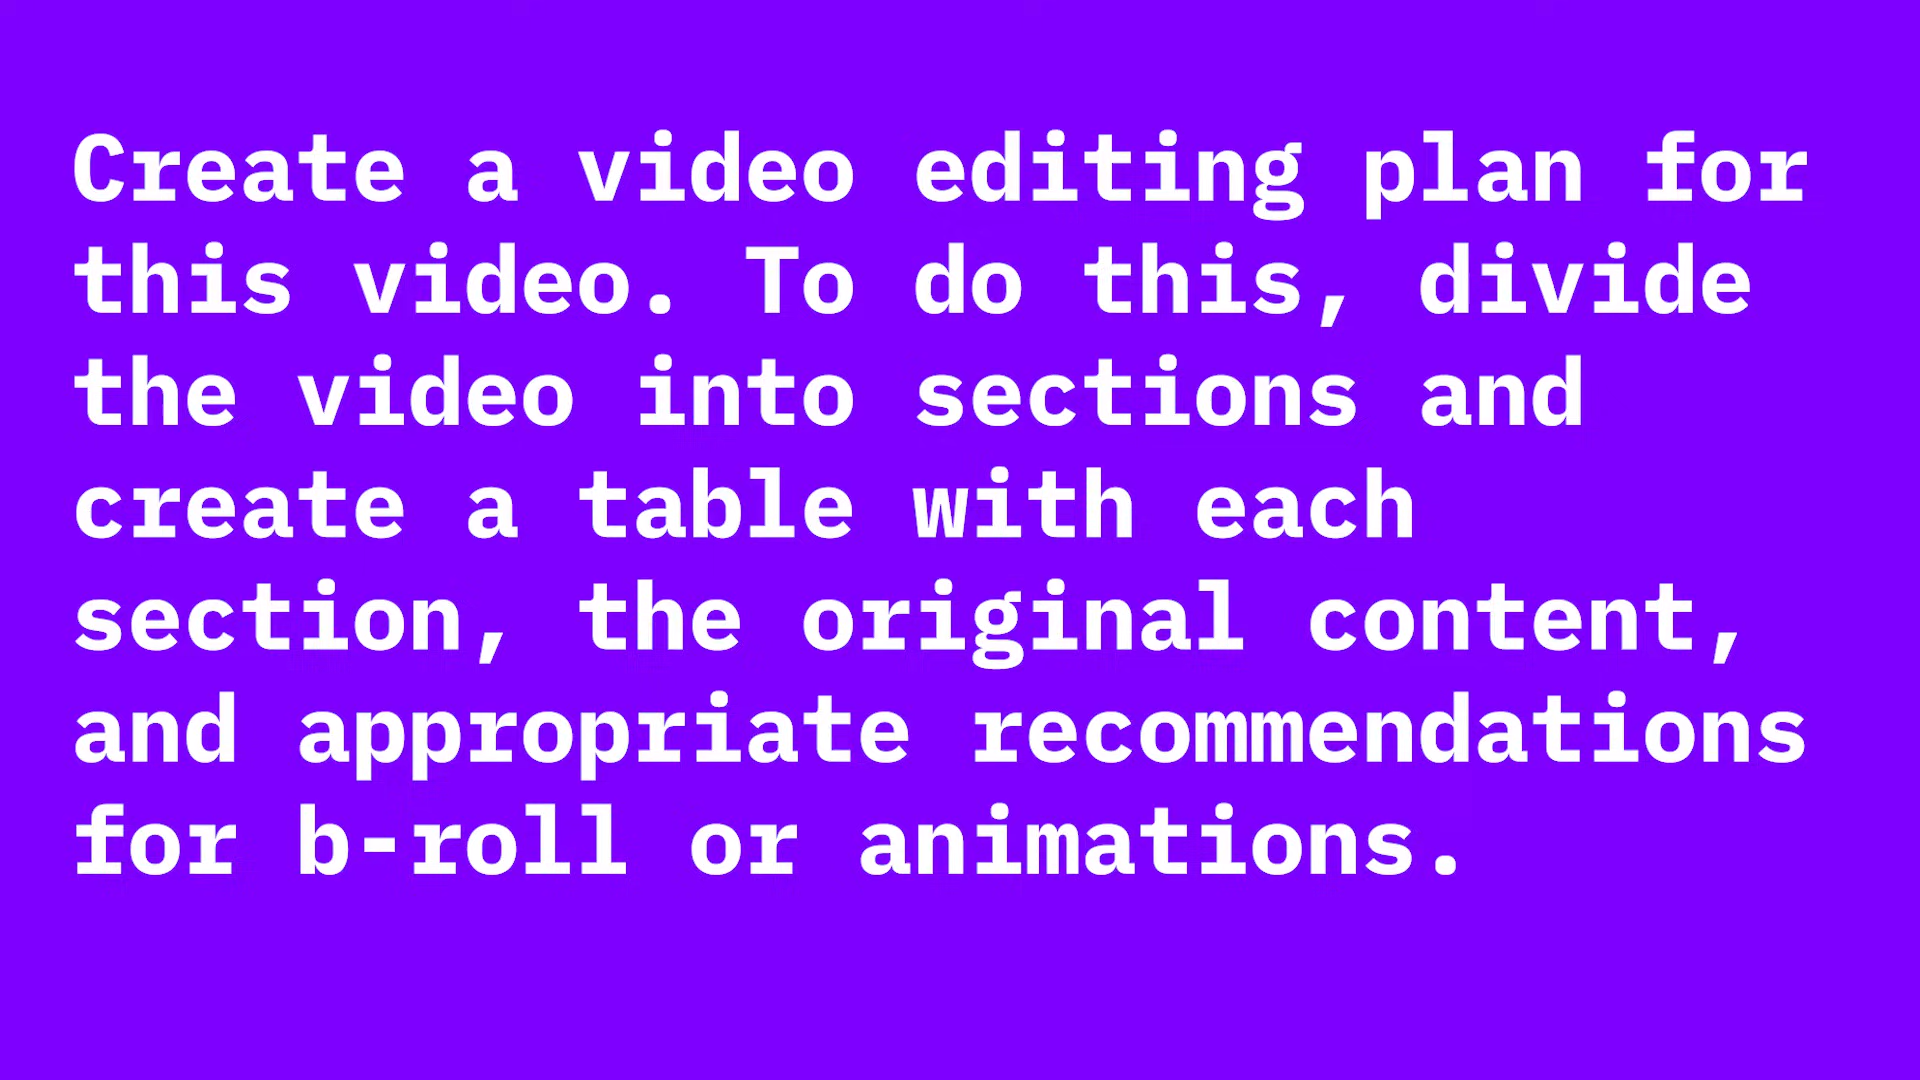 Create a video editing plan for
this video. To do this, divide
the video into sections and
create a table with each
section, the original content,
and appropriate recommendations
for b-roll or animations.